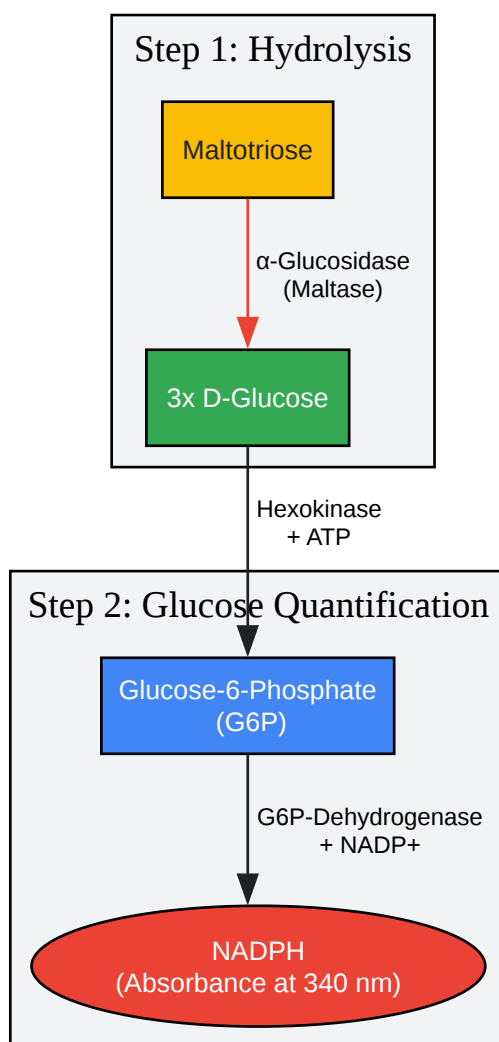 Step 1: Hydrolysis
Maltotriose
α-Glucosidase
(Maltase)
3x D-Glucose
Hexokinase
+ ATP
Step 2: Glucose Quantification
Glucose-6-Phosphate
(G6P)
G6P-Dehydrogenase
+ NADP+
NADPH
(Absorbance at 340 nm)